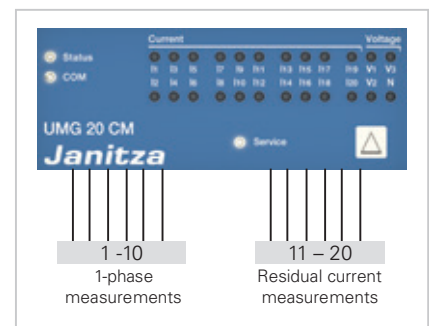 Current Voltage
Status
COM
I1 I3 I5 I7 I9 I11 I13 I15 I17 I19 V1 V3
I2 I4 I6 I8 I10 I12 I14 I16 I18 I20 V2 N
UMG 20 CM
Service
Janitza
1 -10
11 – 20
1-phase
measurements
Residual current
measurements